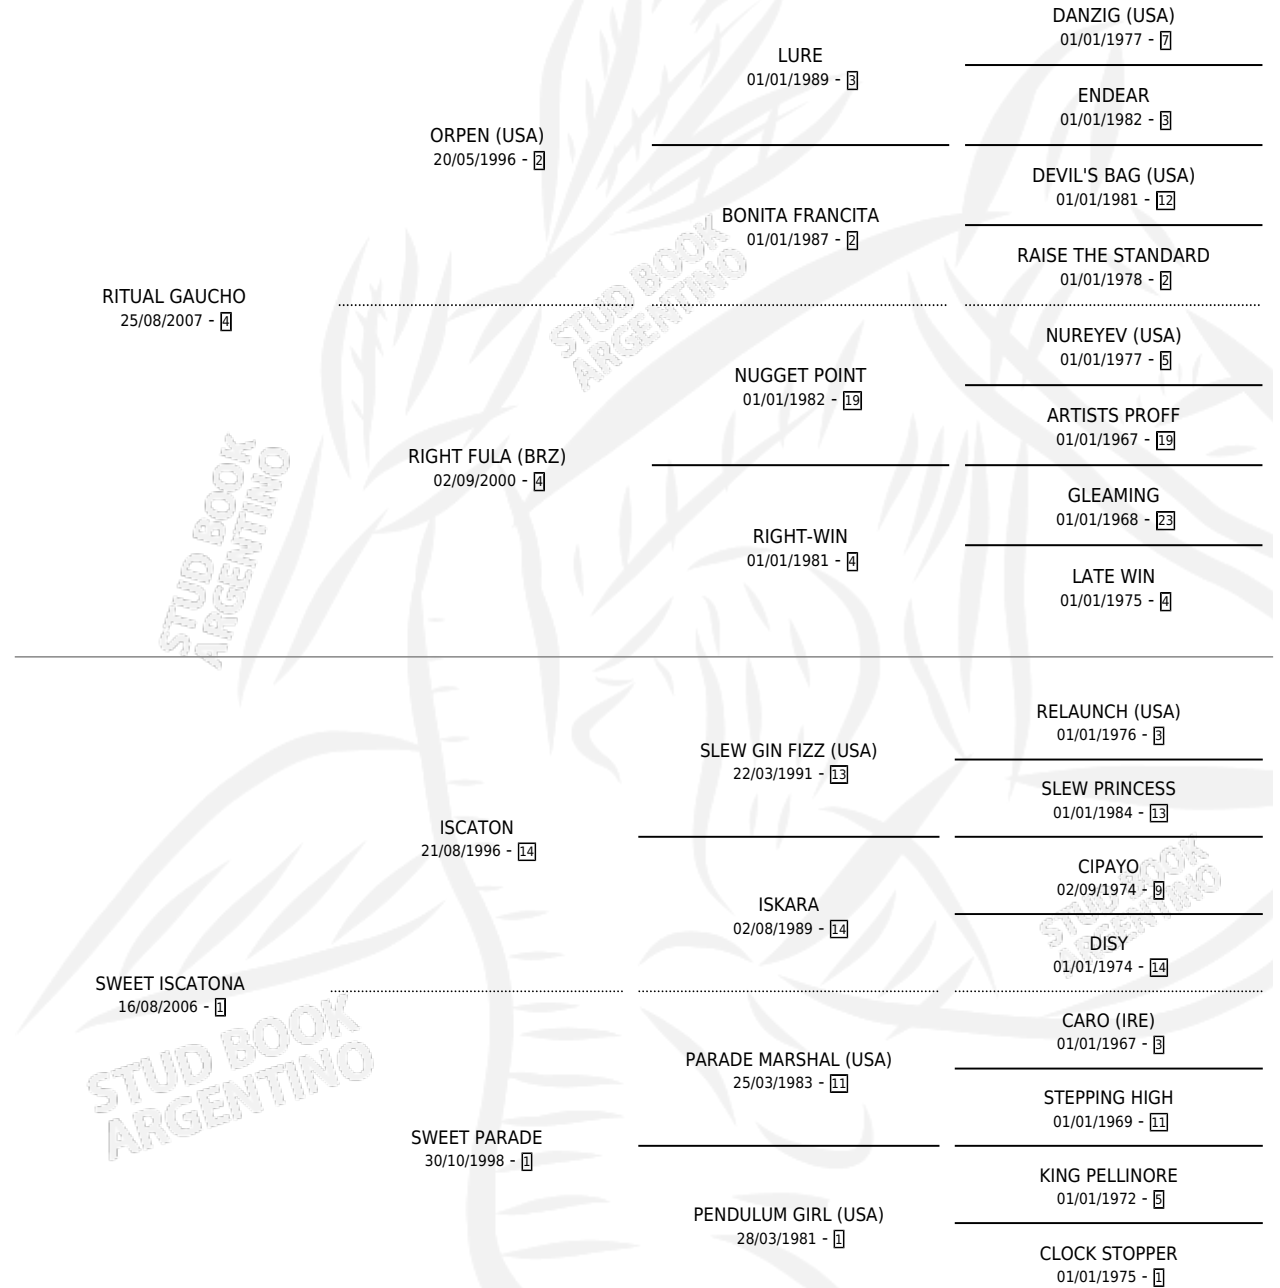 DANZIG (USA)
01/01/1977 - 7
LURE
01/01/1989 - 3
ENDEAR
01/01/1982 - 3
ORPEN (USA)
20/05/1996 - 2
DEVIL'S BAG (USA)
01/01/1981 - 12
BONITA FRANCITA
01/01/1987 - 2
RAISE THE STANDARD
01/01/1978 - 2
RITUAL GAUCHO
25/08/2007 - 4
NUREYEV (USA)
01/01/1977 - 5
NUGGET POINT
01/01/1982 - 19
ARTISTS PROFF
01/01/1967 - 19
RIGHT FULA (BRZ)
02/09/2000 - 4
GLEAMING
01/01/1968 - 23
RIGHT-WIN
01/01/1981 - 4
LATE WIN
01/01/1975 - 4
RELAUNCH (USA)
01/01/1976 - 3
SLEW GIN FIZZ (USA)
22/03/1991 - 13
SLEW PRINCESS
01/01/1984 - 13
ISCATON
21/08/1996 - 14
CIPAYO
02/09/1974 - 9
ISKARA
02/08/1989 - 14
DISY
01/01/1974 - 14
SWEET ISCATONA
16/08/2006 - 1
CARO (IRE)
01/01/1967 - 3
PARADE MARSHAL (USA)
25/03/1983 - 11
STEPPING HIGH
01/01/1969 - 11
SWEET PARADE
30/10/1998 - 1
KING PELLINORE
01/01/1972 - 5
PENDULUM GIRL (USA)
28/03/1981 - 1
CLOCK STOPPER
01/01/1975 - 1
STUD BOOK
ARGENTINO
STUD BOOK
ARGENTINO
STUD BOOK
ARGENTINO
STUD BOOK
ARGENTINO